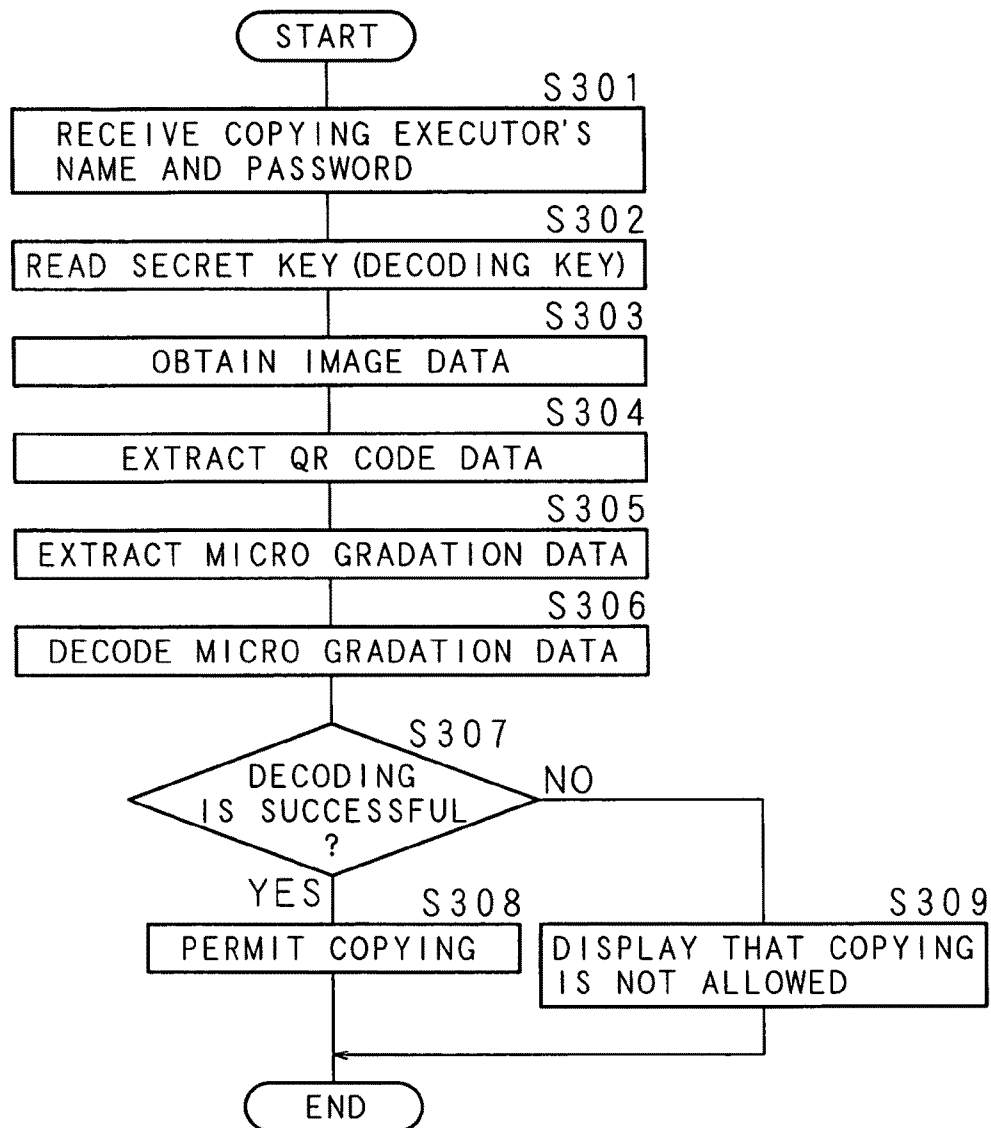 START
S301
RECEIVE COPYING EXECUTOR'S
NAME AND PASSWORD
S302
READ SECRET KEY (DECODING KEY)
S303
OBTAIN IMAGE DATA
S304
EXTRACT QR CODE DATA
S305
EXTRACT MICRO GRADATION DATA
S306
DECODE MICRO GRADATION DATA
S307
DECODING
IS SUCCESSFUL
?
NO
YES
S308
PERMIT COPYING
S309
DISPLAY THAT COPYING
IS NOT ALLOWED
END